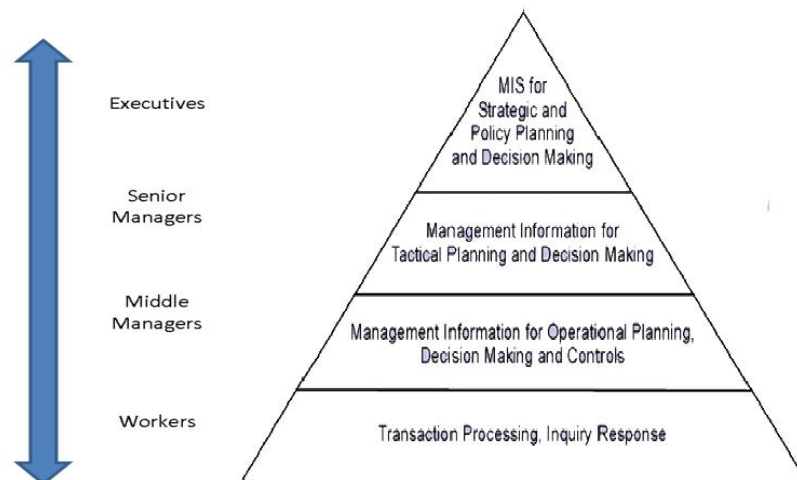 Executives
MIS for
Strategic and
Policy Planning
and Decision Making
Senior
Managers
Management Information for
Tactical Planning and Decision Making
Middle
Managers
Management Information for Operational Planning,
Decision Making and Controls
Workers
Transaction Processing, Inquiry Response